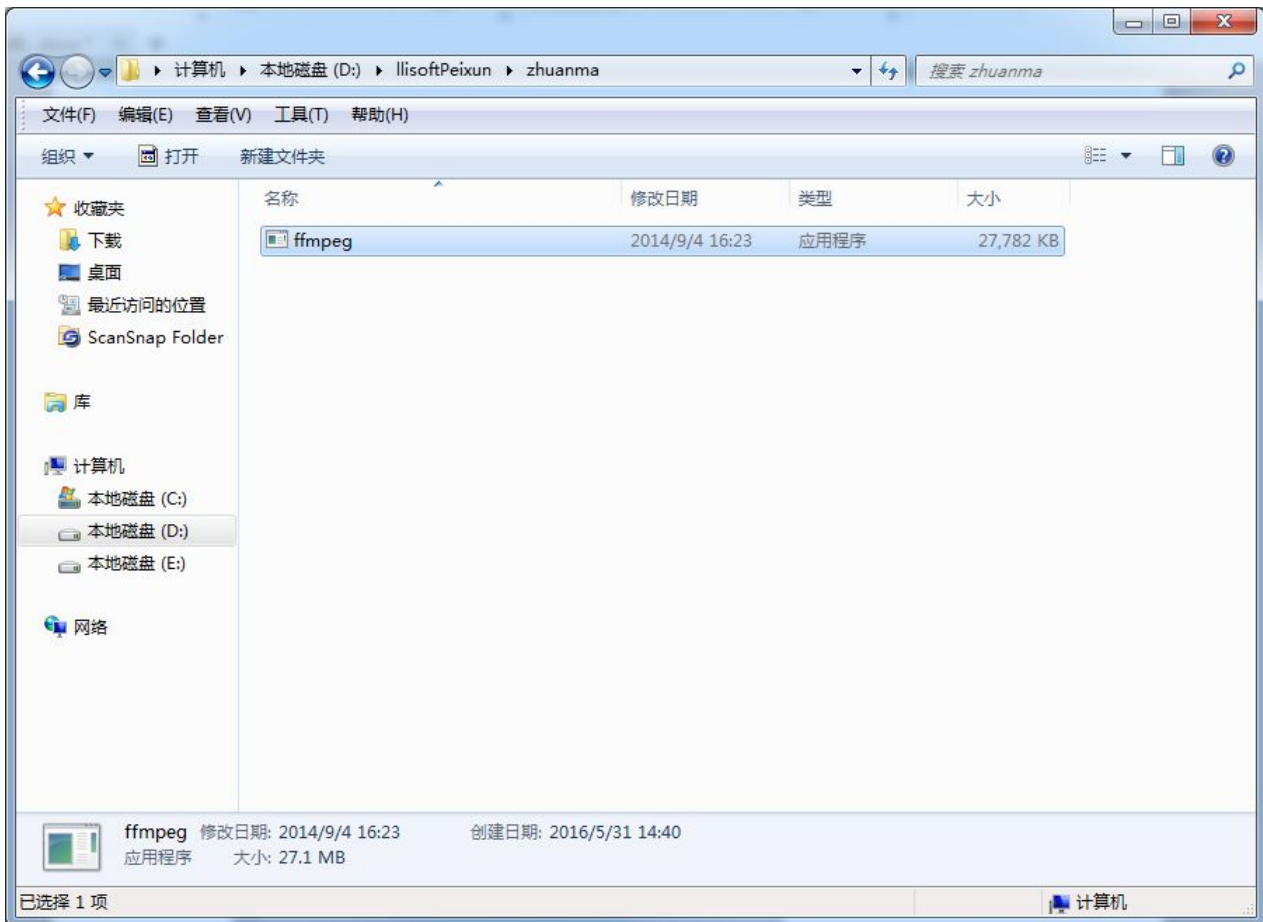 计算机 ▸ 本地磁盘 (D:) ▸ llisoftPeixun ▸ zhuanma
搜索 zhuanma
文件(F) 编辑(E) 查看(V) 工具(T) 帮助(H)
组织 打开 新建文件夹
名称 修改日期 类型 大小
ffmpeg 2014/9/4 16:23 应用程序 27,782 KB
收藏夹
下载
桌面
最近访问的位置
ScanSnap Folder
库
计算机
本地磁盘 (C:)
本地磁盘 (D:)
本地磁盘 (E:)
网络
ffmpeg 修改日期: 2014/9/4 16:23 创建日期: 2016/5/31 14:40
应用程序 大小: 27.1 MB
已选择 1 项 计算机